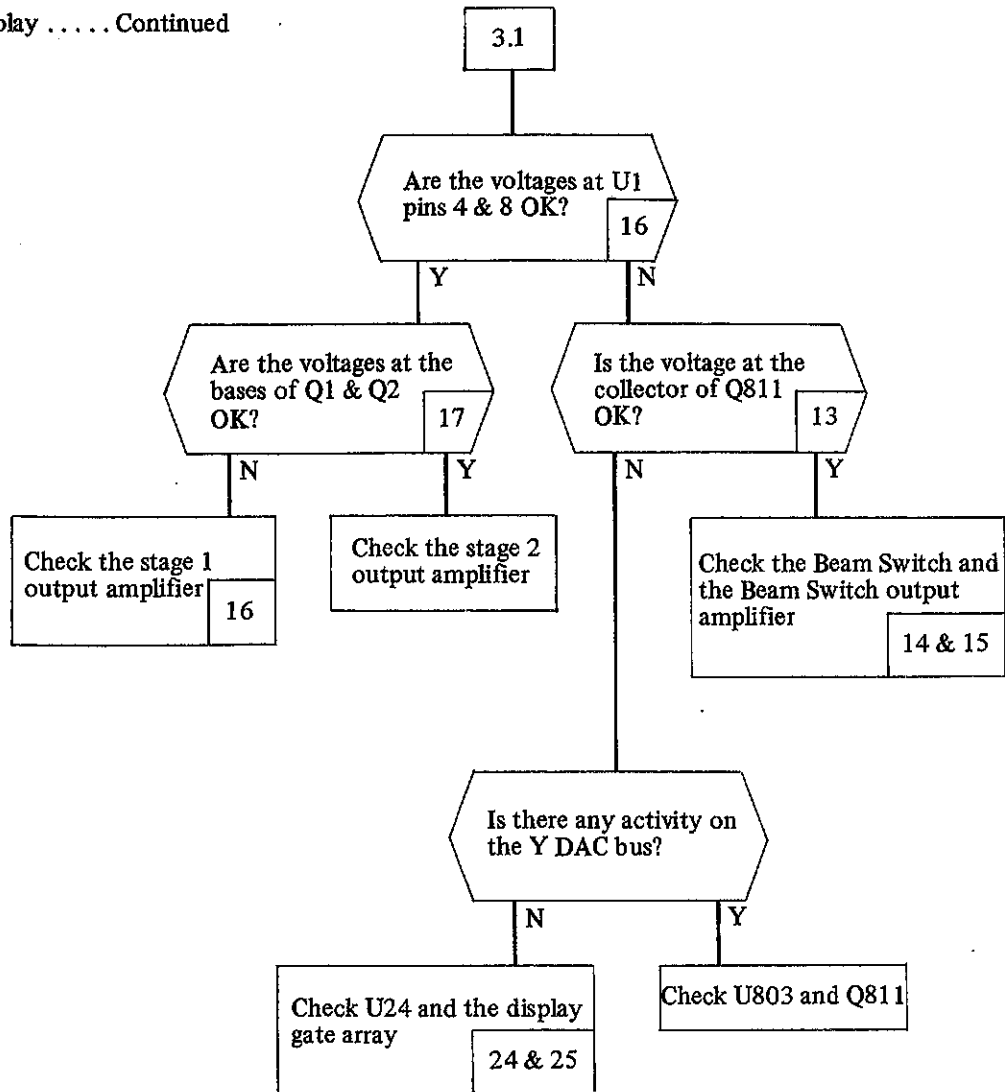 play ..... Continued
3.1
Are the voltages at U1
pins 4 & 8 OK?
16
Y
N
Are the voltages at the
bases of Q1 & Q2
OK?
17
Is the voltage at the
collector of Q811
OK?
13
N
Y
N
Y
Check the stage 1
output amplifier
16
Check the stage 2
output amplifier
Check the Beam Switch and
the Beam Switch output
amplifier
14 & 15
Is there any activity on
the Y DAC bus?
N
Y
Check U24 and the display
gate array
24 & 25
Check U803 and Q811